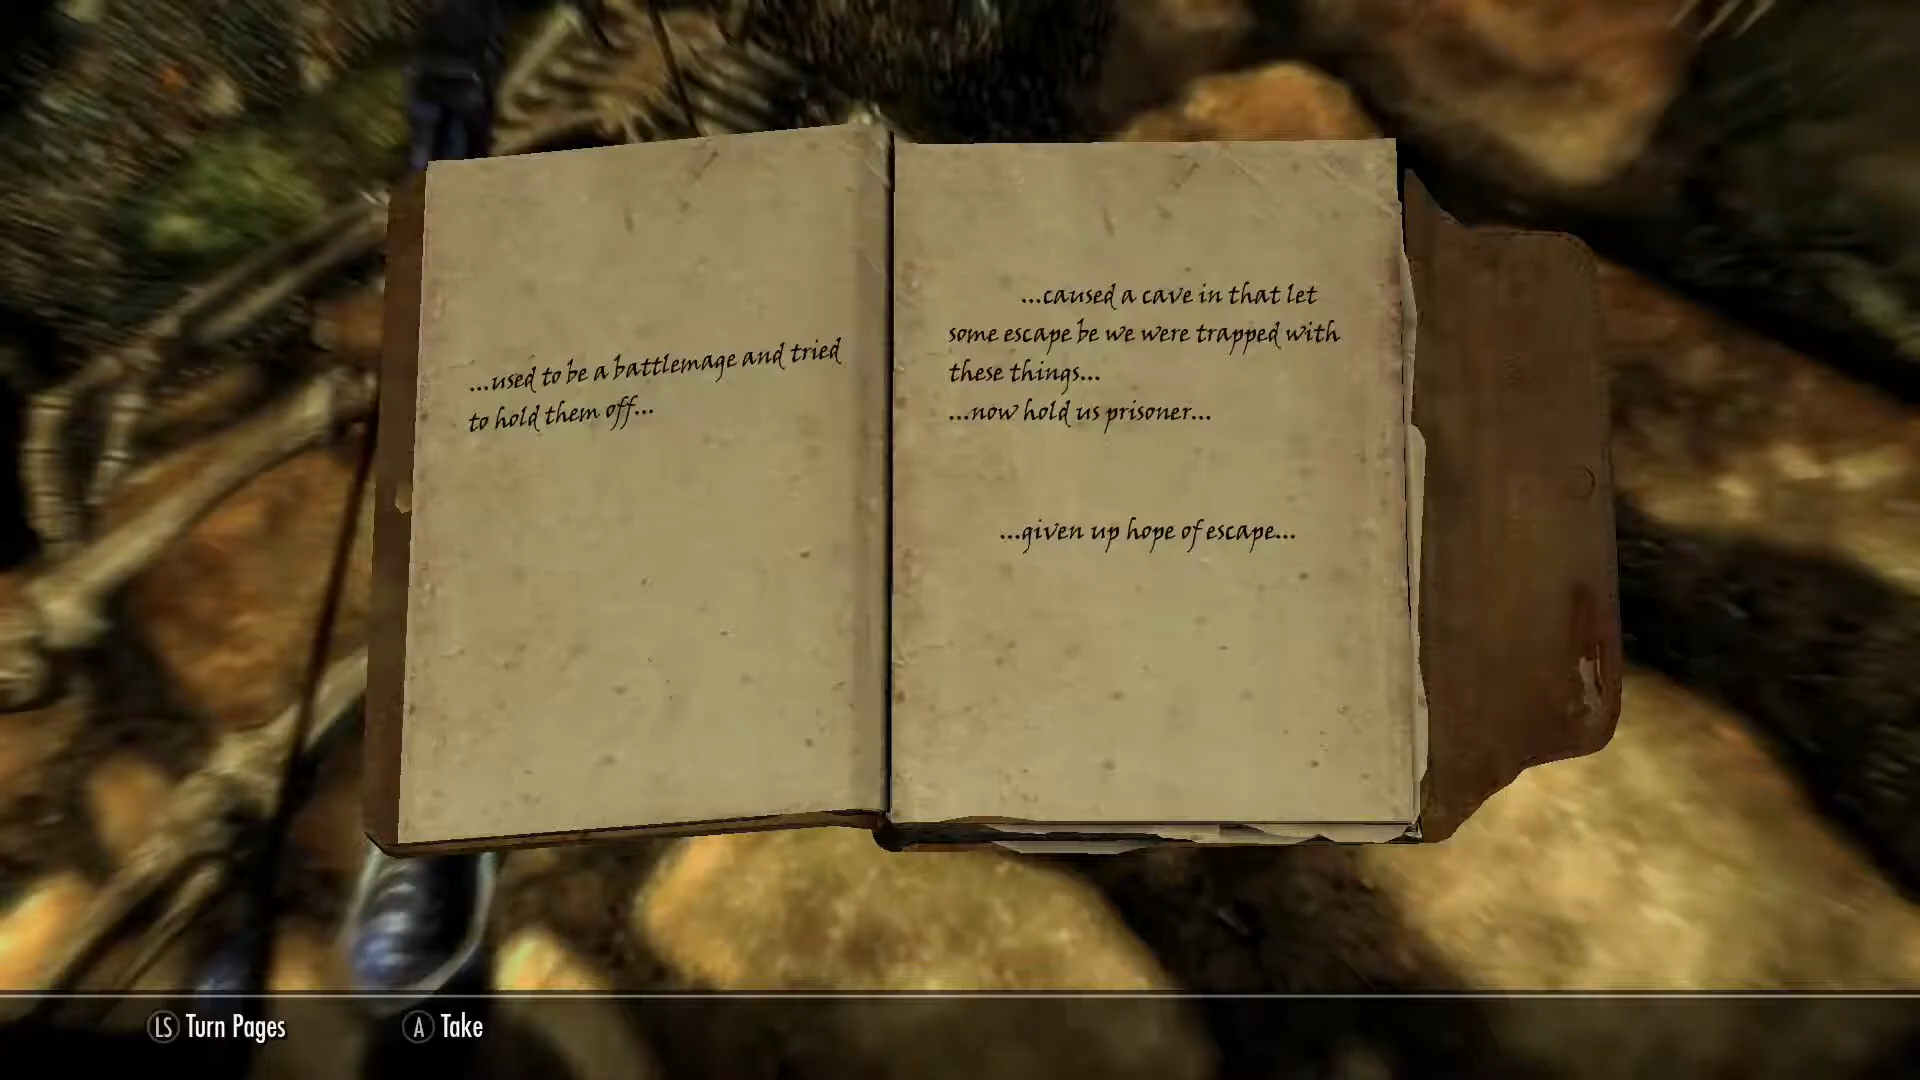 ...used to be a battlemage and tried
to hold them off...
...caused a cave in that let
some escape be we were trapped with
these things...
...now hold us prisoner...
...given up hope of escape...
LS Turn Pages
A Take